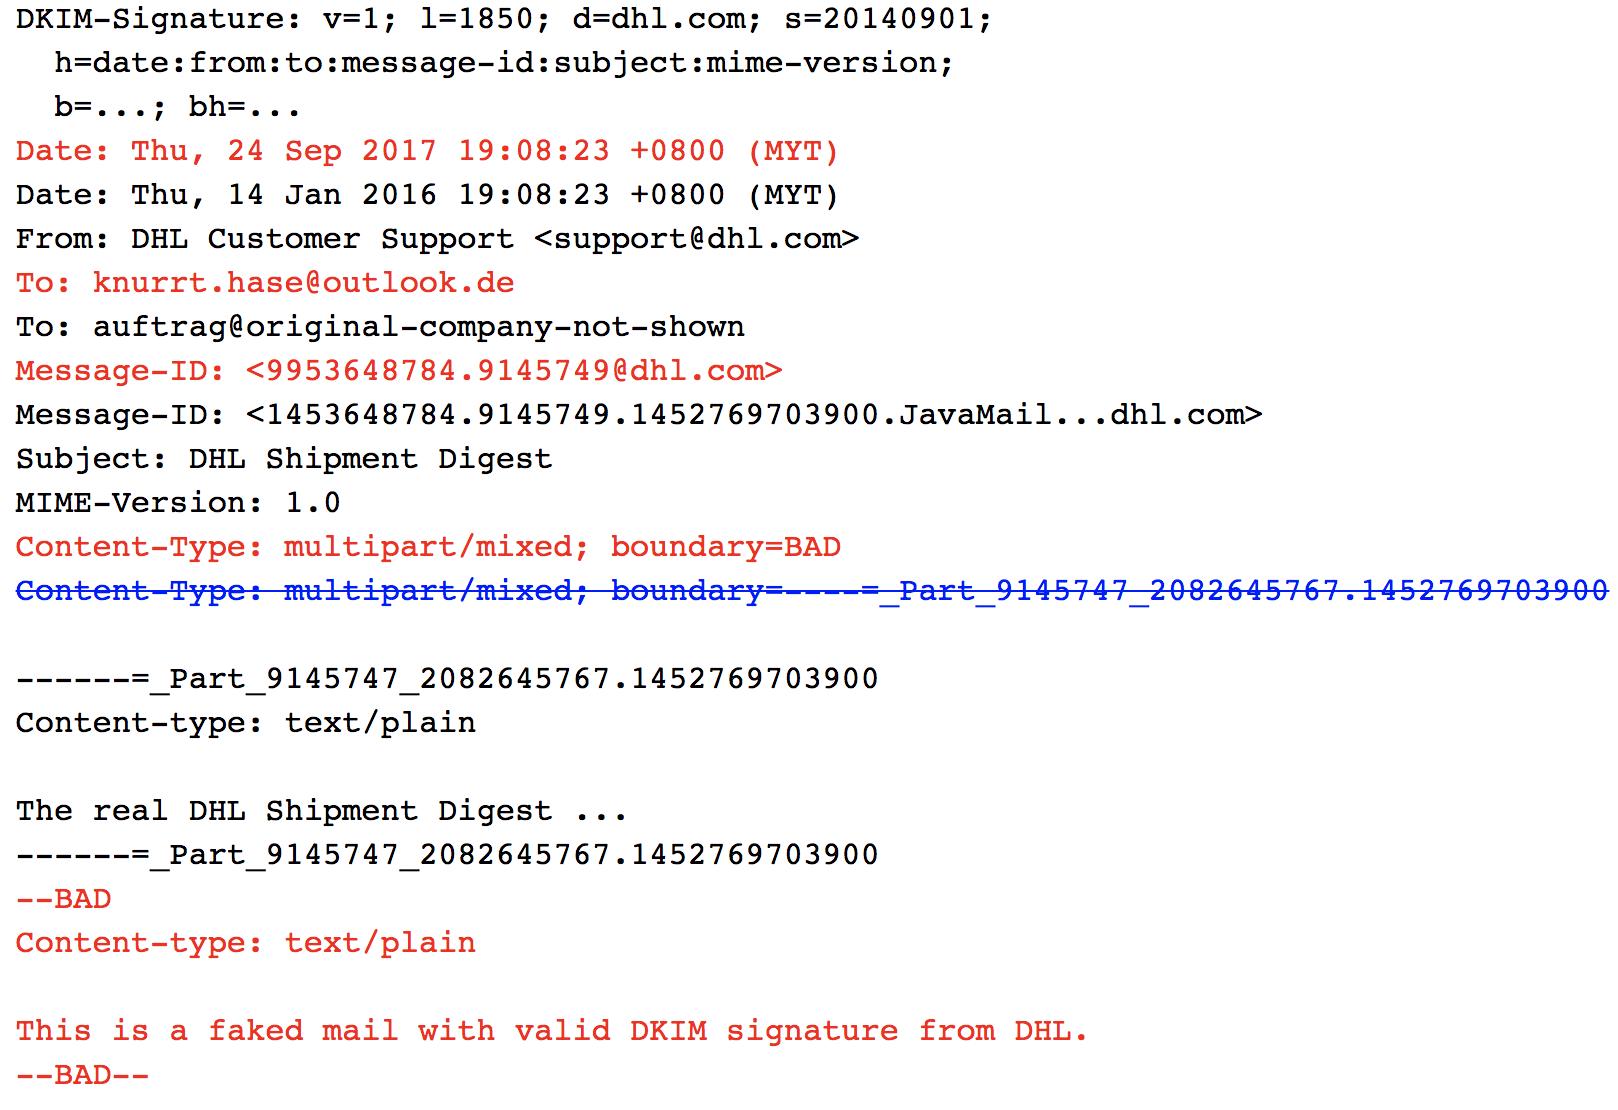 DKIM-Signature: v=1; l=1850; d=dhl.com; s=20140901;
h=date:from:to:message-id:subject:mime-version;
b=...; bh=...
Date: Thu, 24 Sep 2017 19:08:23 +0800 (MYT)
Date: Thu, 14 Jan 2016 19:08:23 +0800 (MYT)
From: DHL Customer Support <support@dhl.com>
To: knurrt.hase@outlook.de
To: auftrag@original-company-not-shown
Message-ID: <9953648784.9145749@dhl.com>
Message-ID: <1453648784.9145749.1452769703900.JavaMail...dhl.com>
Subject: DHL Shipment Digest
MIME-Version: 1.0
Content-Type: multipart/mixed; boundary=BAD
Content-Type: multipart/mixed; boundary=----=_Part_9145747_2082645767.1452769703900
------=_Part_9145747_2082645767.1452769703900
Content-type: text/plain
The real DHL Shipment Digest ...
------=_Part_9145747_2082645767.1452769703900
--BAD
Content-type: text/plain
This is a faked mail with valid DKIM signature from DHL.
--BAD--